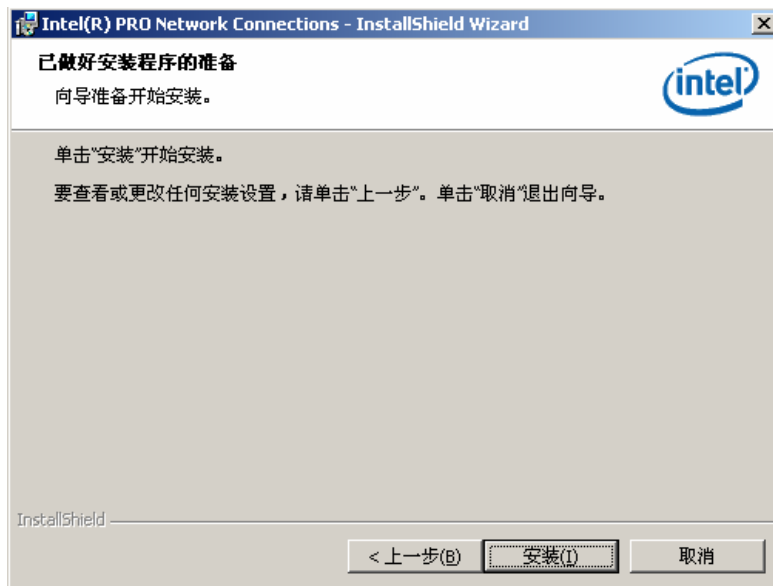 Intel(R) PRO Network Connections - InstallShield Wizard
已做好安装程序的准备
向导准备开始安装。
intel
单击“安装”开始安装。
要查看或更改任何安装设置，请单击“上一步”。单击“取消”退出向导。
InstallShield
< 上一步(B)
安装(I)
取消